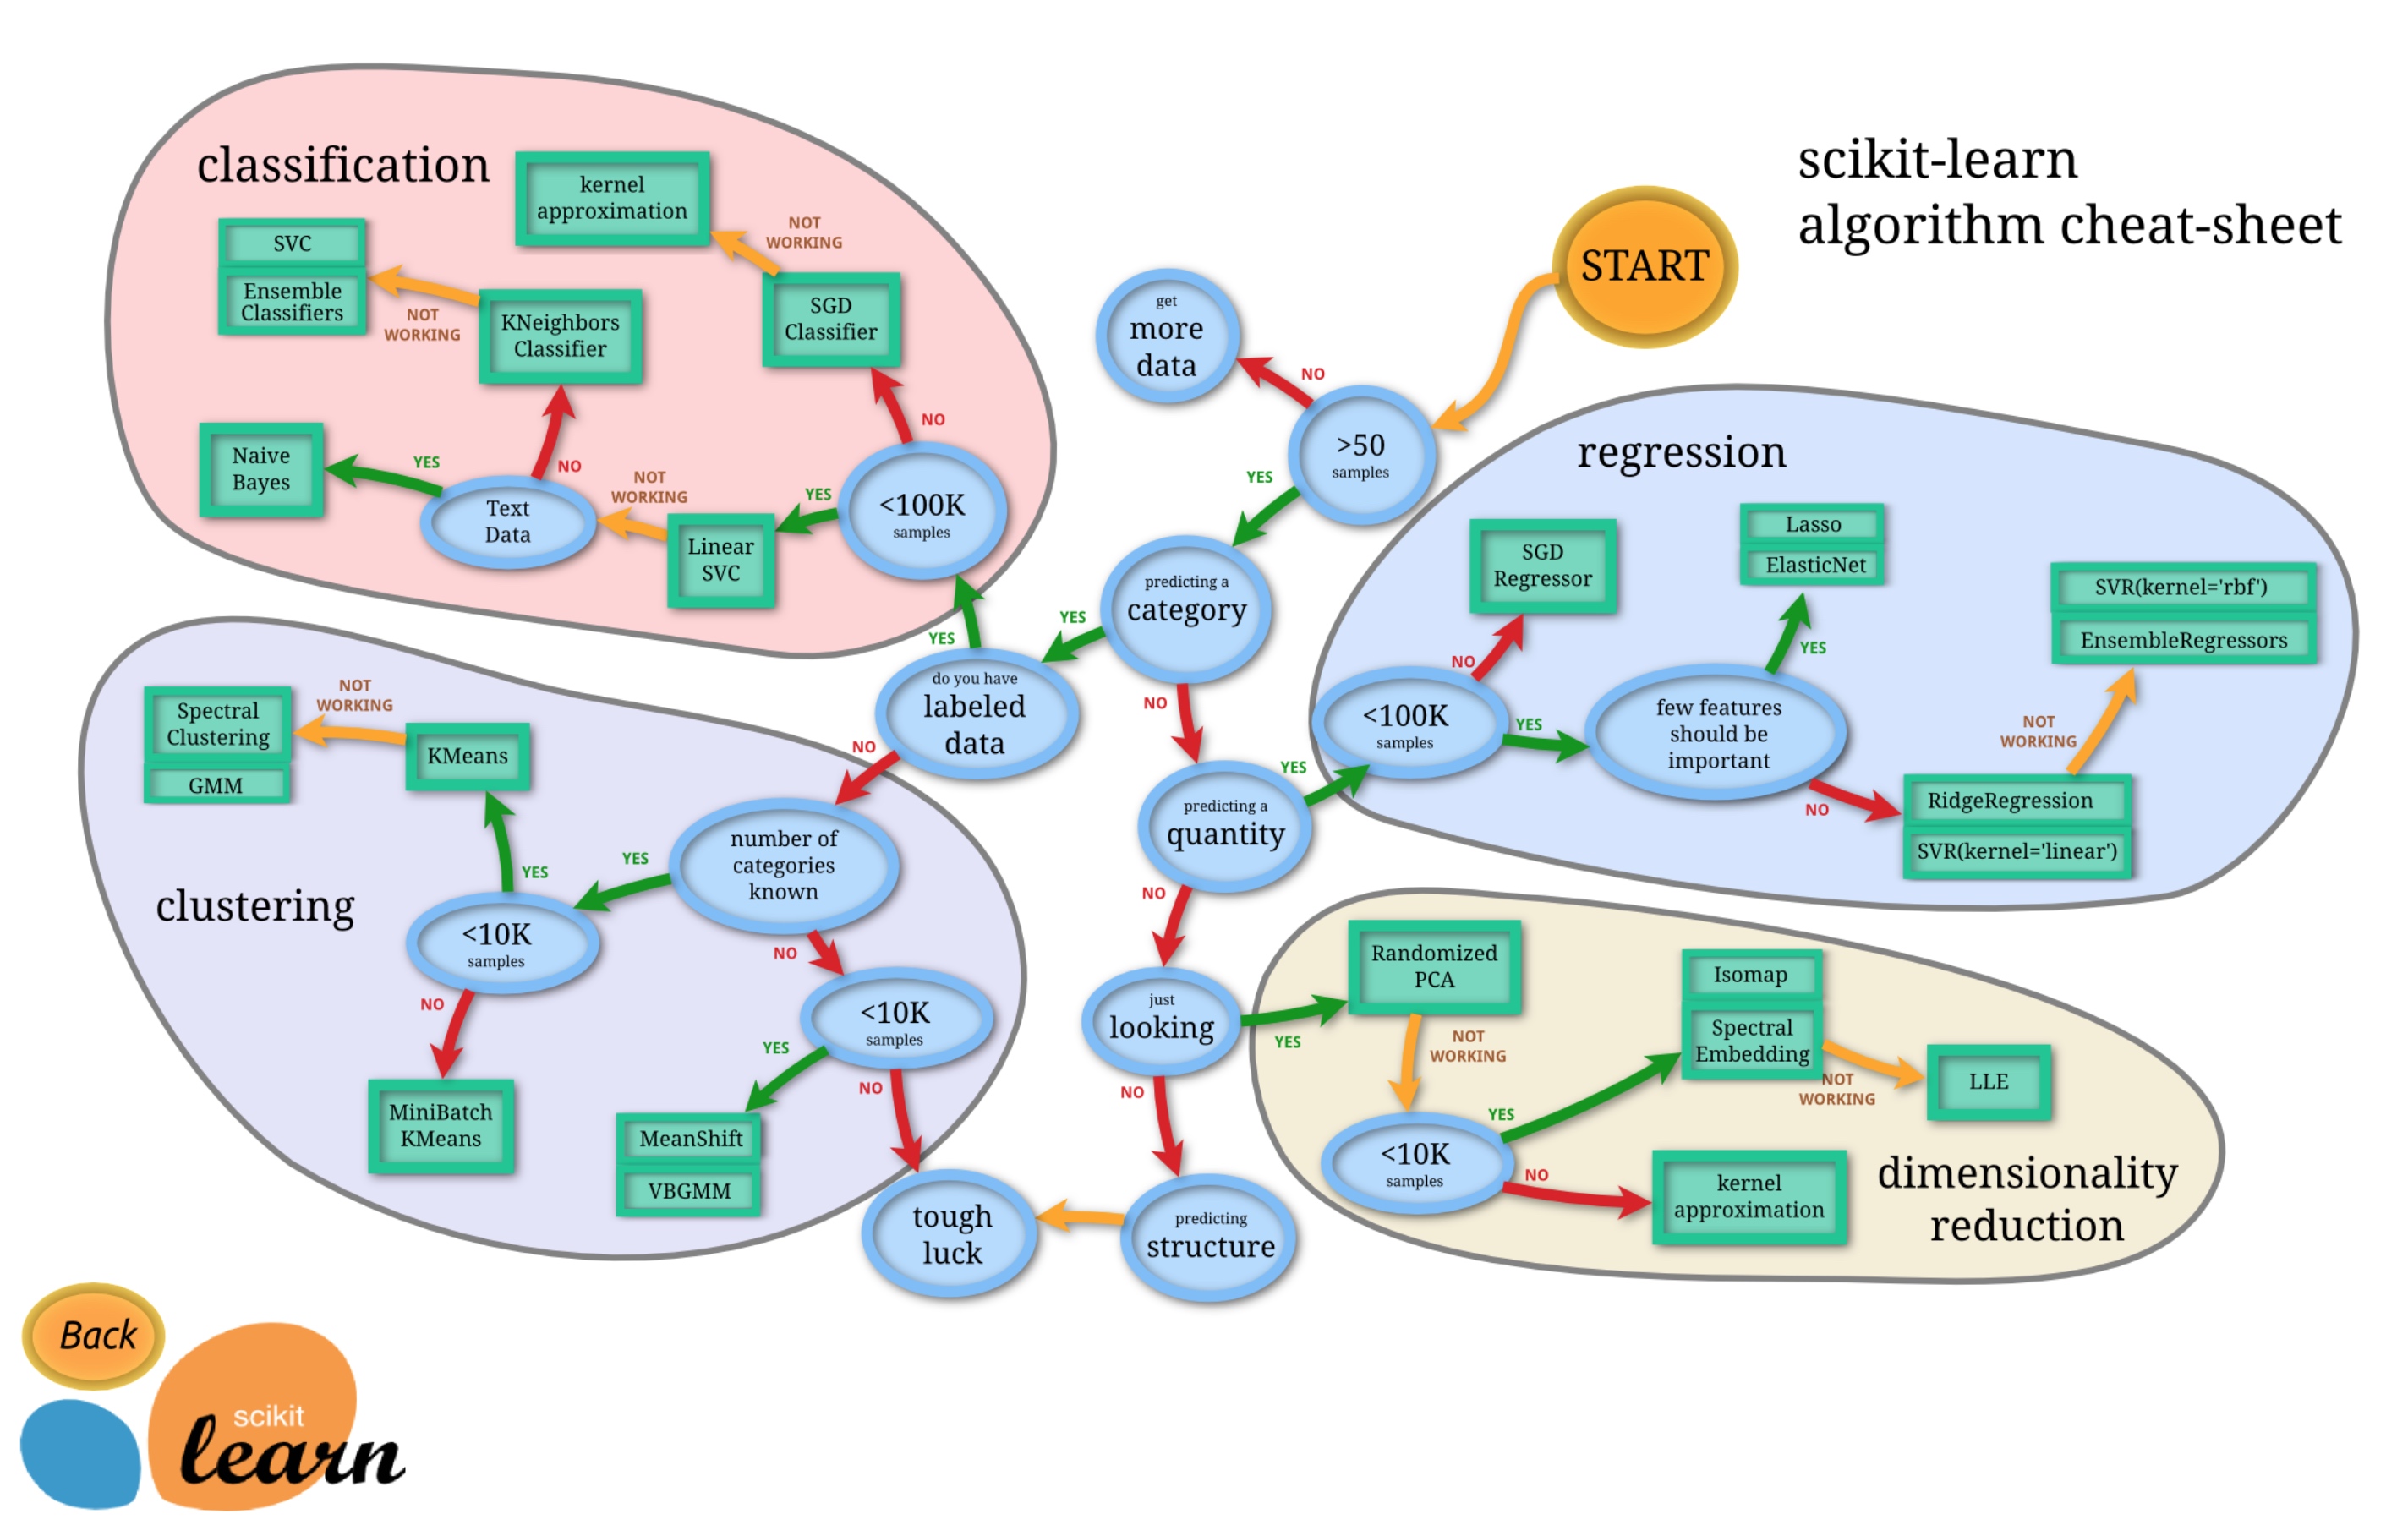 scikit-learn
algorithm cheat-sheet
START
get
more
data
NO
>50
samples
YES
predicting a
category
YES
NO
do you have
labeled
data
YES
NO
predicting a
quantity
YES
NO
just
looking
YES
NO
predicting
structure
tough
luck
classification
kernel
approximation
NOT
WORKING
SGD
Classifier
NO
<100K
samples
YES
Linear
SVC
NOT
WORKING
Text
Data
YES
NO
Naive
Bayes
KNeighbors
Classifier
NOT
WORKING
SVC
Ensemble
Classifiers
regression
SGD
Regressor
NO
<100K
samples
YES
few features
should be
important
YES
NO
Lasso
ElasticNet
RidgeRegression
SVR(kernel='linear')
NOT
WORKING
SVR(kernel='rbf')
EnsembleRegressors
clustering
number of
categories
known
YES
NO
<10K
samples
YES
NO
KMeans
NOT
WORKING
Spectral
Clustering
GMM
MiniBatch
KMeans
<10K
samples
YES
NO
MeanShift
VBGMM
dimensionality
reduction
Randomized
PCA
NOT
WORKING
<10K
samples
YES
NO
Isomap
Spectral
Embedding
NOT
WORKING
LLE
kernel
approximation
Back
scikit
learn